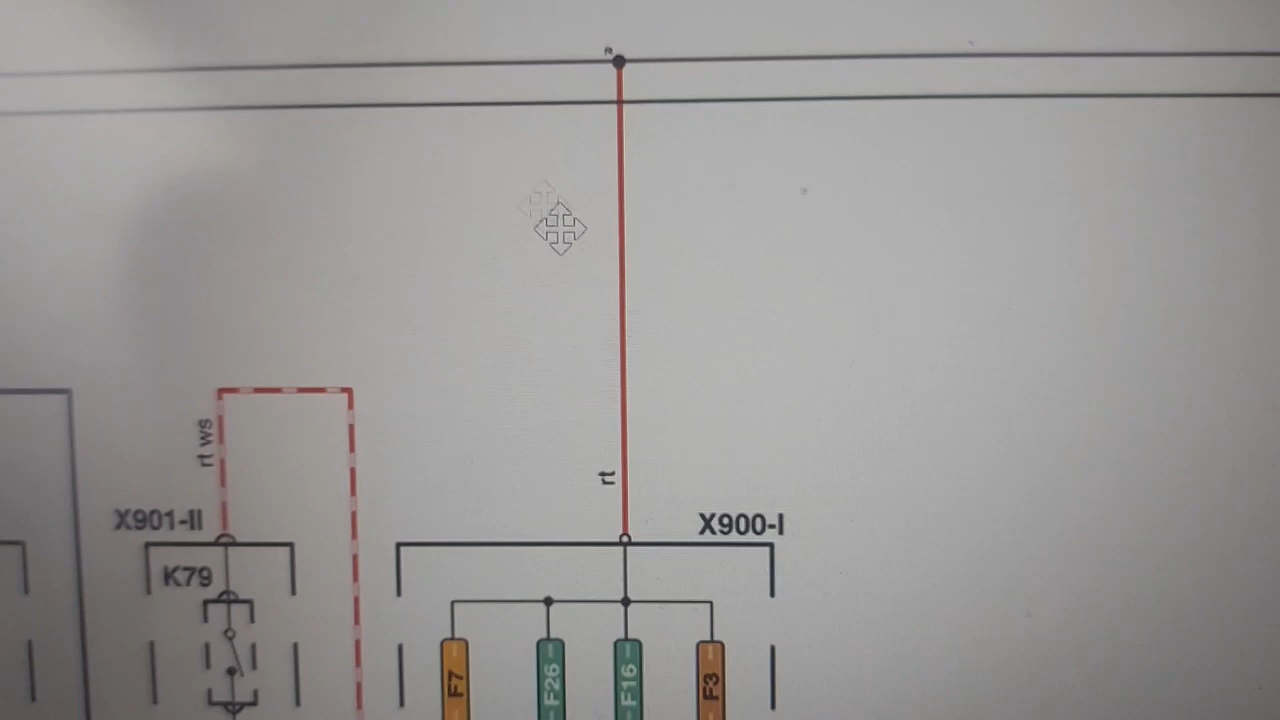 rt ws
rt
X901-II
X900-I
K79
F7
F26
F16
F3